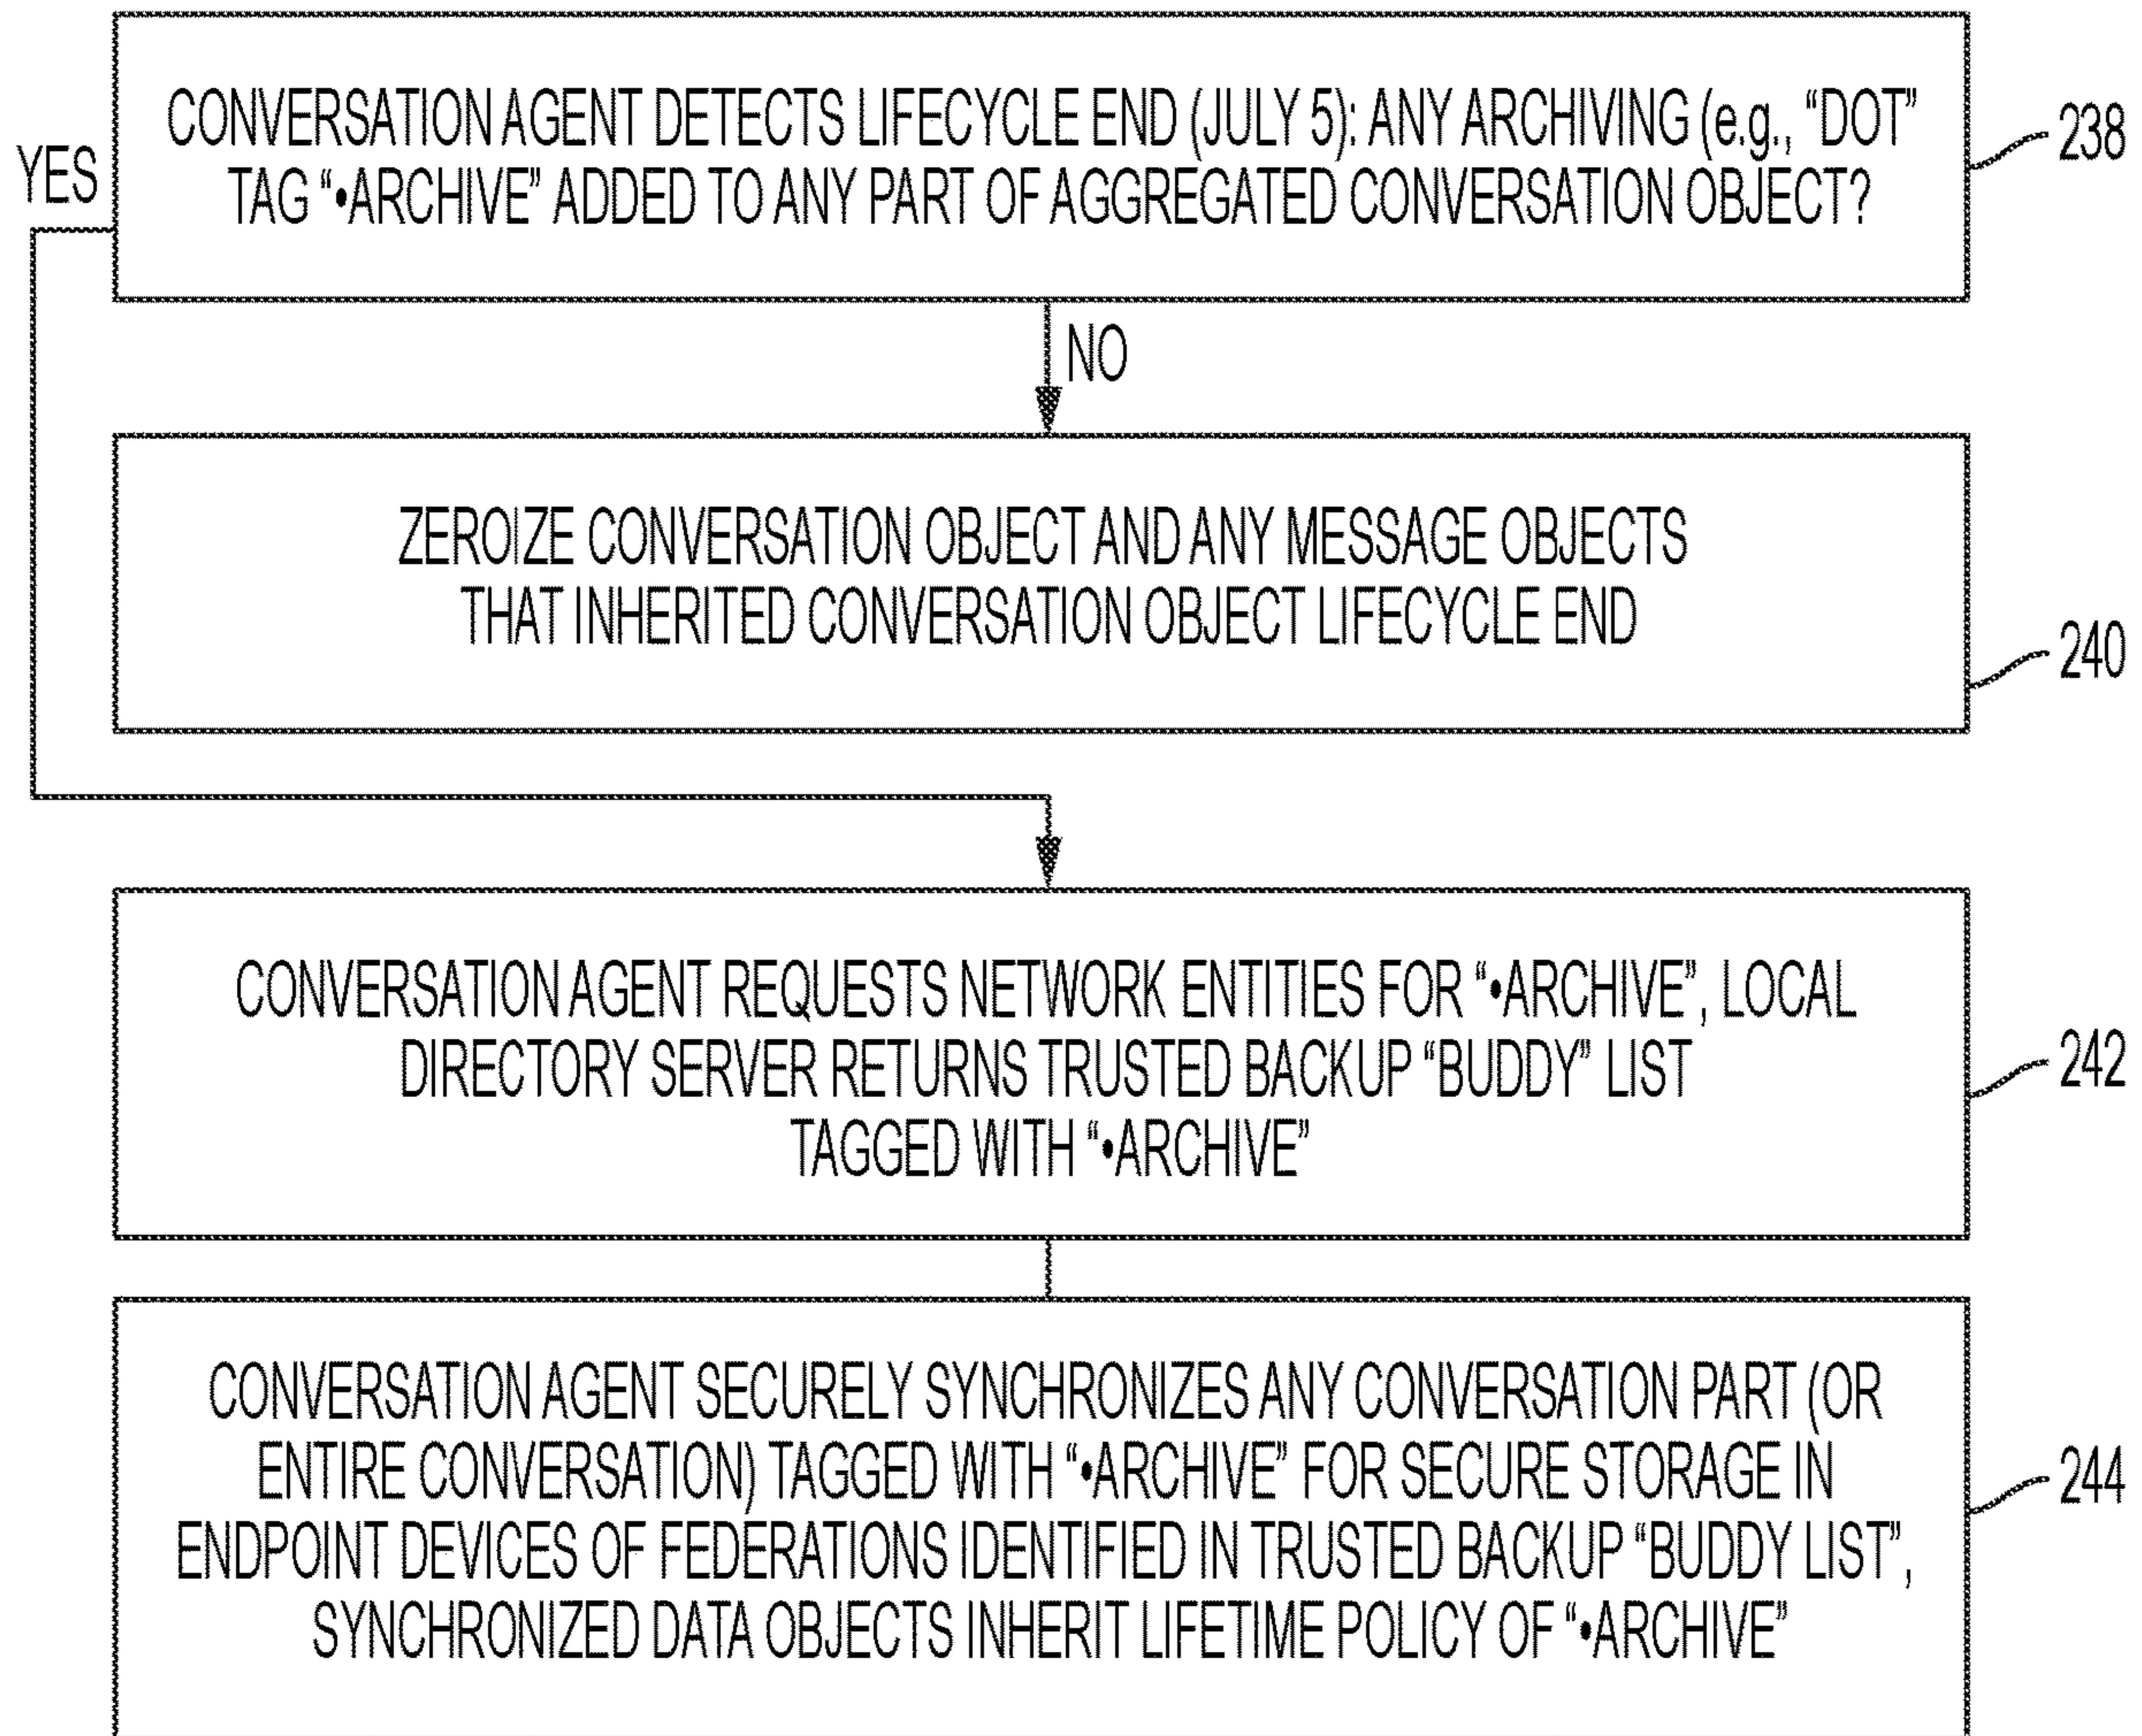 CONVERSATION AGENT DETECTS LIFECYCLE END (JULY 5): ANY ARCHIVING (e.g., “DOT”
TAG “•ARCHIVE” ADDED TO ANY PART OF AGGREGATED CONVERSATION OBJECT?
238
YES
NO
ZEROIZE CONVERSATION OBJECT AND ANY MESSAGE OBJECTS
THAT INHERITED CONVERSATION OBJECT LIFECYCLE END
240
CONVERSATION AGENT REQUESTS NETWORK ENTITIES FOR “•ARCHIVE”, LOCAL
DIRECTORY SERVER RETURNS TRUSTED BACKUP “BUDDY” LIST
TAGGED WITH “•ARCHIVE”
242
CONVERSATION AGENT SECURELY SYNCHRONIZES ANY CONVERSATION PART (OR
ENTIRE CONVERSATION) TAGGED WITH “•ARCHIVE” FOR SECURE STORAGE IN
ENDPOINT DEVICES OF FEDERATIONS IDENTIFIED IN TRUSTED BACKUP “BUDDY LIST”,
SYNCHRONIZED DATA OBJECTS INHERIT LIFETIME POLICY OF “•ARCHIVE”
244